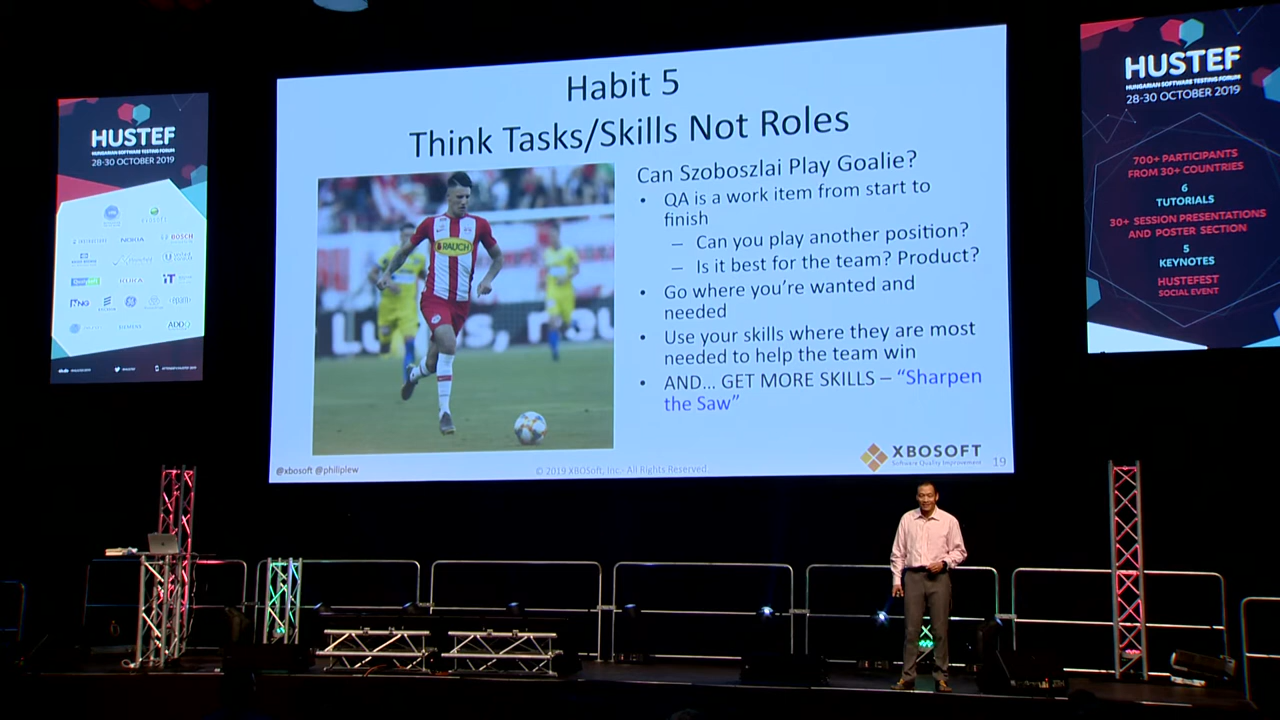 HUSTEF
HUNGARIAN SOFTWARE TESTING FORUM
28-30 OCTOBER 2019
NOKIA
BOSCH
ING
SIEMENS
Habit 5
Think Tasks/Skills Not Roles
RAUCH
Can Szoboszlai Play Goalie?
• QA is a work item from start to
finish
– Can you play another position?
– Is it best for the team? Product?
• Go where you're wanted and
needed
• Use your skills where they are most
needed to help the team win
• AND... GET MORE SKILLS – "Sharpen
the Saw"
@xbosoft @philiplew
© 2019 XBOSoft, Inc.- All Rights Reserved.
XBOSOFT
Software Quality Improvement
19
HUSTEF
HUNGARIAN SOFTWARE TESTING FORUM
28-30 OCTOBER 2019
700+ PARTICIPANTS
FROM 30+ COUNTRIES
6
TUTORIALS
30+ SESSION PRESENTATIONS
AND POSTER SECTION
5
KEYNOTES
HUSTEFEST
SOCIAL EVENT